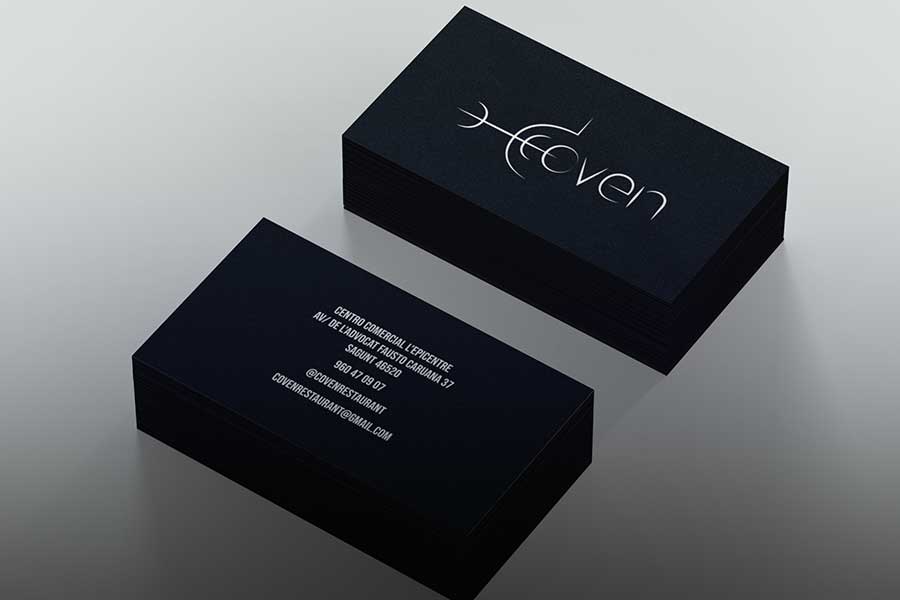 Coven
CENTRO COMERCIAL L'EPICENTRE
AV/ DE L'ADVOCAT FAUSTO CARUANA 37
SAGUNT 46520
960 47 09 07
@COVENRESTAURANT
COVENRESTAURANT@GMAIL.COM